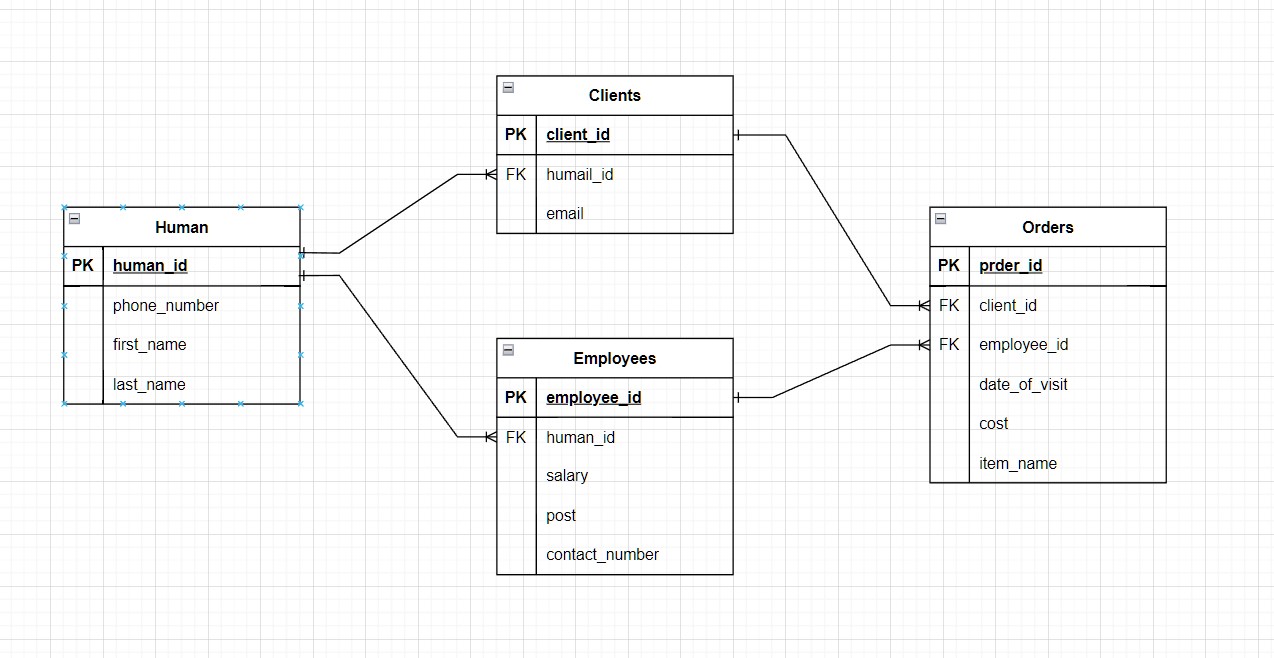 Human
PK human_id
phone_number
first_name
last_name
Clients
PK client_id
FK humail_id
email
Employees
PK employee_id
FK human_id
salary
post
contact_number
Orders
PK prder_id
FK client_id
FK employee_id
date_of_visit
cost
item_name